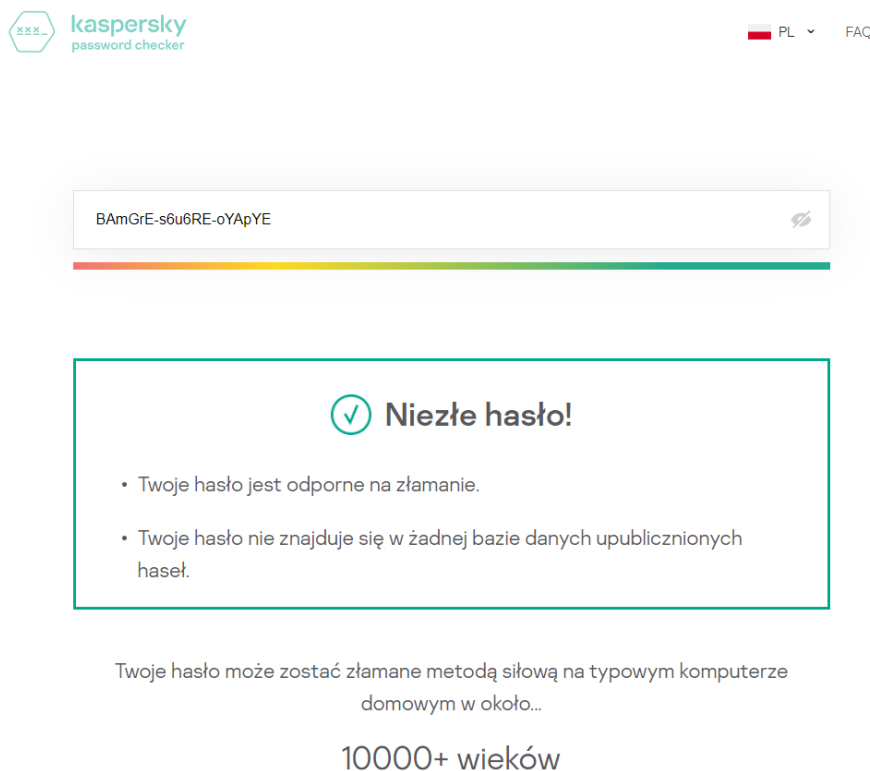 xxx_
kaspersky
password checker
PL
FAQ
BAmGrE-s6u6RE-oYApYE
Niezłe hasło!
• Twoje hasło jest odporne na złamanie.
• Twoje hasło nie znajduje się w żadnej bazie danych upublicznionych
haseł.
Twoje hasło może zostać złamane metodą siłową na typowym komputerze
domowym w około...
10000+ wieków